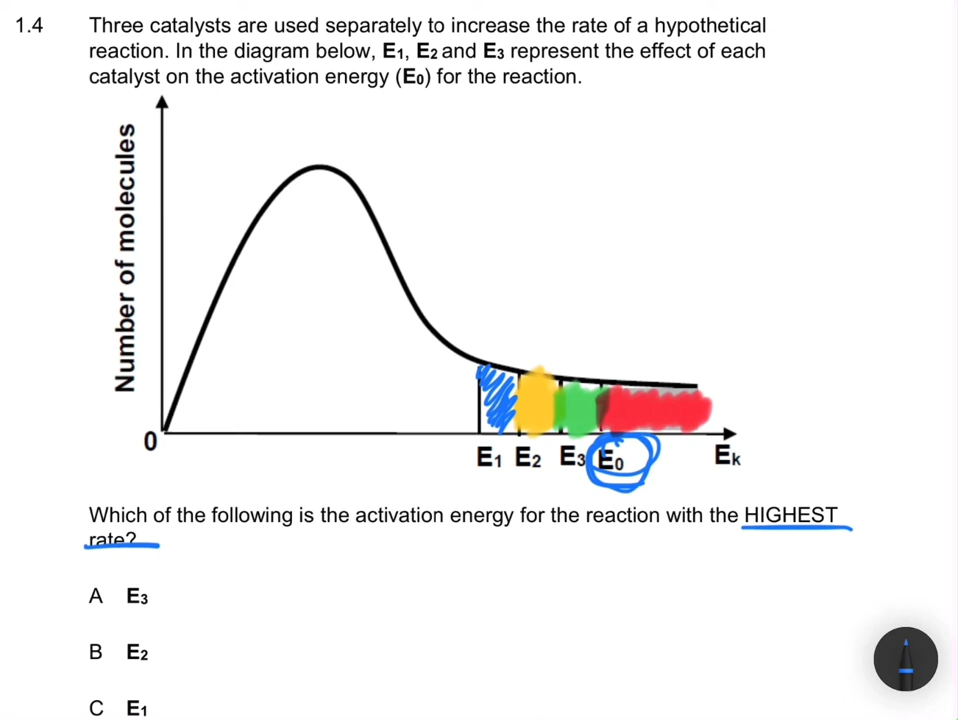 1.4 Three catalysts are used separately to increase the rate of a hypothetical
reaction. In the diagram below, E1, E2 and E3 represent the effect of each
catalyst on the activation energy (E0) for the reaction.
Number of molecules
0
E1 E2 E3 E0 Ek
Which of the following is the activation energy for the reaction with the HIGHEST
rate?
A E3
B E2
C E1